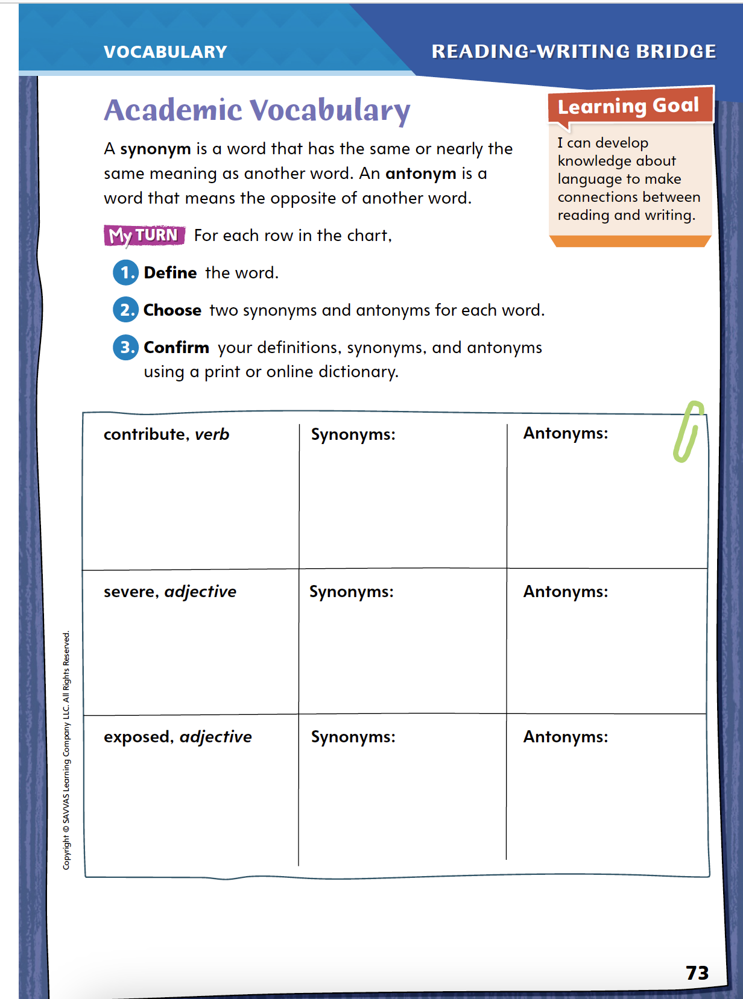 VOCABULARY
READING-WRITING BRIDGE
Academic Vocabulary
A synonym is a word that has the same or nearly the
same meaning as another word. An antonym is a
word that means the opposite of another word.
Learning Goal
I can develop
knowledge about
language to make
connections between
reading and writing.
My TURN For each row in the chart,
1. Define the word.
2. Choose two synonyms and antonyms for each word.
3. Confirm your definitions, synonyms, and antonyms
using a print or online dictionary.
contribute, verb
Synonyms:
Antonyms:
severe, adjective
Synonyms:
Antonyms:
exposed, adjective
Synonyms:
Antonyms:
Copyright © SAVVAS Learning Company LLC. All Rights Reserved.
73